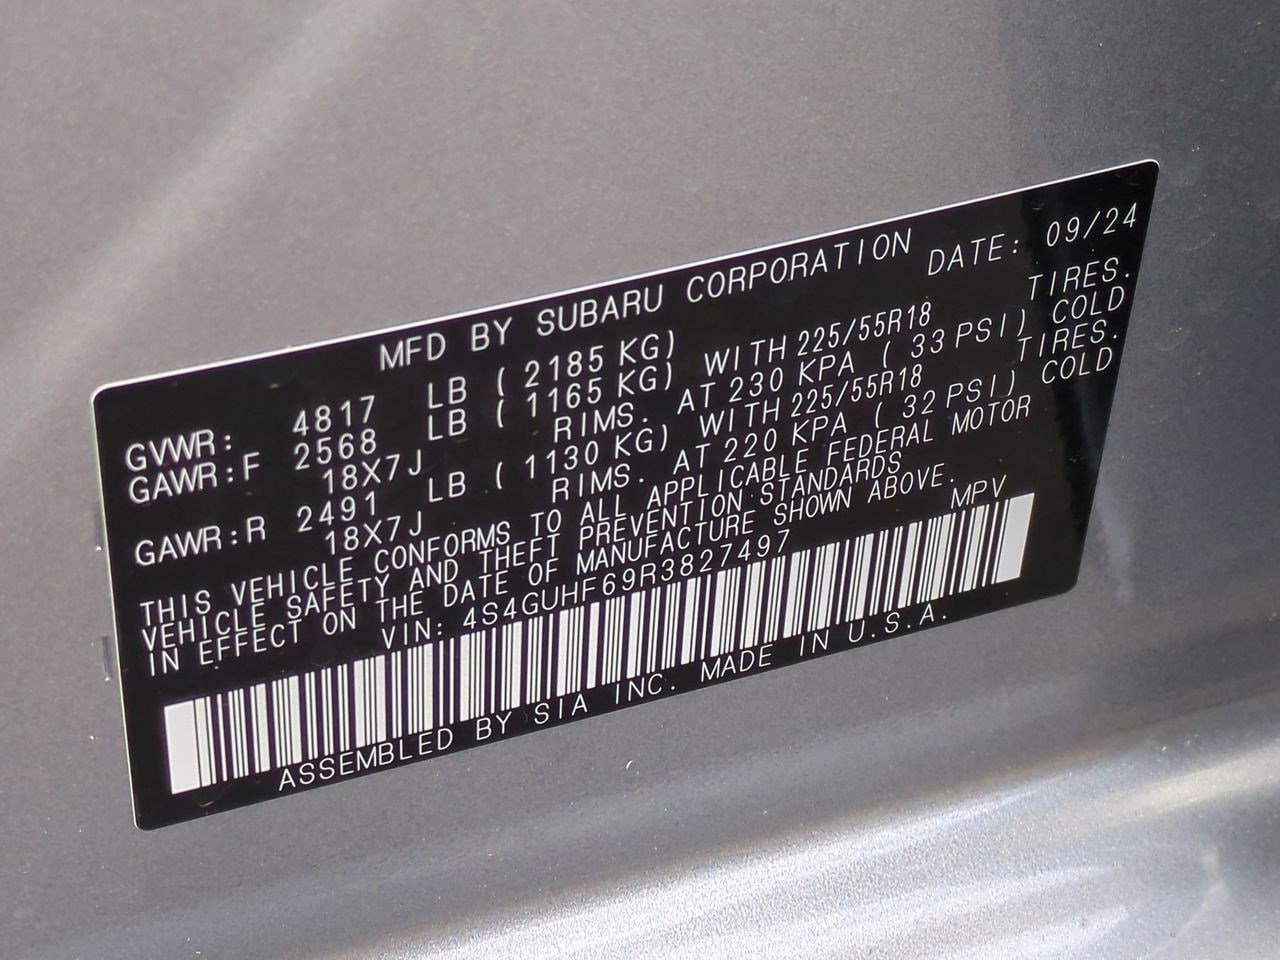 MFD BY SUBARU CORPORATION DATE: 09/24
GVWR: 4817 LB ( 2185 KG)
GAWR:F 2568 LB ( 1165 KG) WITH 225/55R18 TIRES.
18X7J RIMS. AT 230 KPA ( 33 PSI) COLD
GAWR:R 2491 LB ( 1130 KG) WITH 225/55R18 TIRES.
18X7J RIMS. AT 220 KPA ( 32 PSI) COLD
THIS VEHICLE CONFORMS TO ALL APPLICABLE FEDERAL MOTOR
VEHICLE SAFETY AND THEFT PREVENTION STANDARDS
IN EFFECT ON THE DATE OF MANUFACTURE SHOWN ABOVE.
VIN: 4S4GUHF69R3827497 MPV
ASSEMBLED BY SIA INC. MADE IN U.S.A.